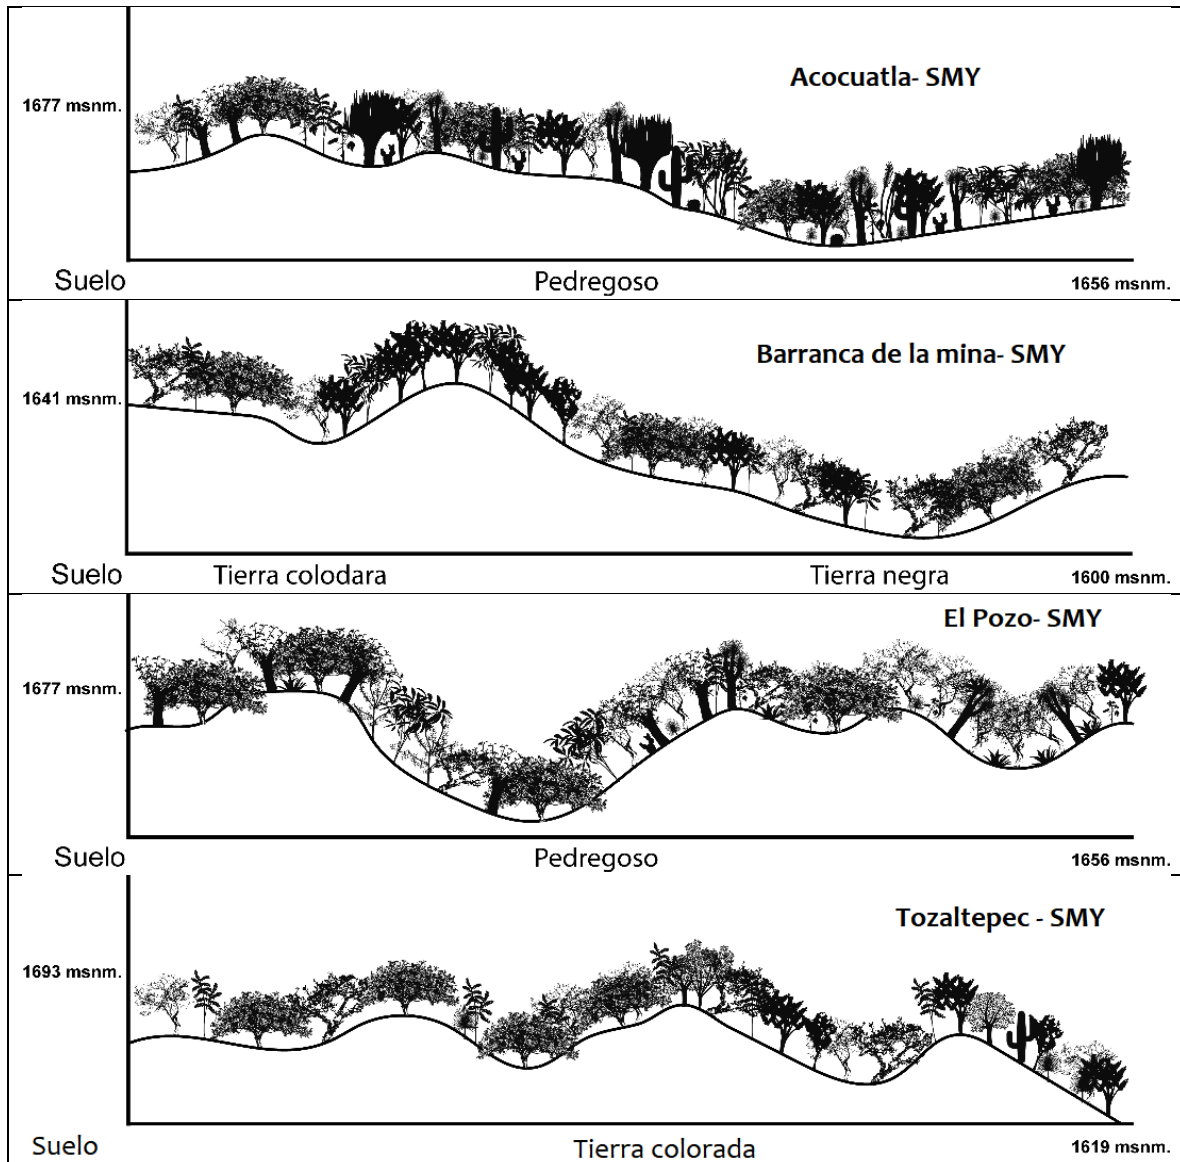 Acocuatla- SMY
1677 msnm.
Suelo Pedregoso 1656 msnm.
Barranca de la mina- SMY
1641 msnm.
Suelo Tierra colodara Tierra negra 1600 msnm.
El Pozo- SMY
1677 msnm.
Suelo Pedregoso 1656 msnm.
Tozaltepec - SMY
1693 msnm.
Suelo Tierra colorada 1619 msnm.